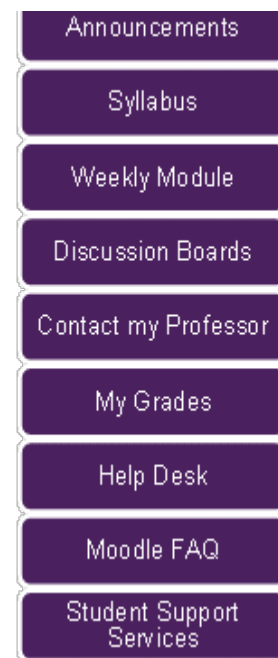 Announcements
Syllabus
Weekly Module
Discussion Boards
Contact my Professor
My Grades
Help Desk
Moodle FAQ
Student Support
Services